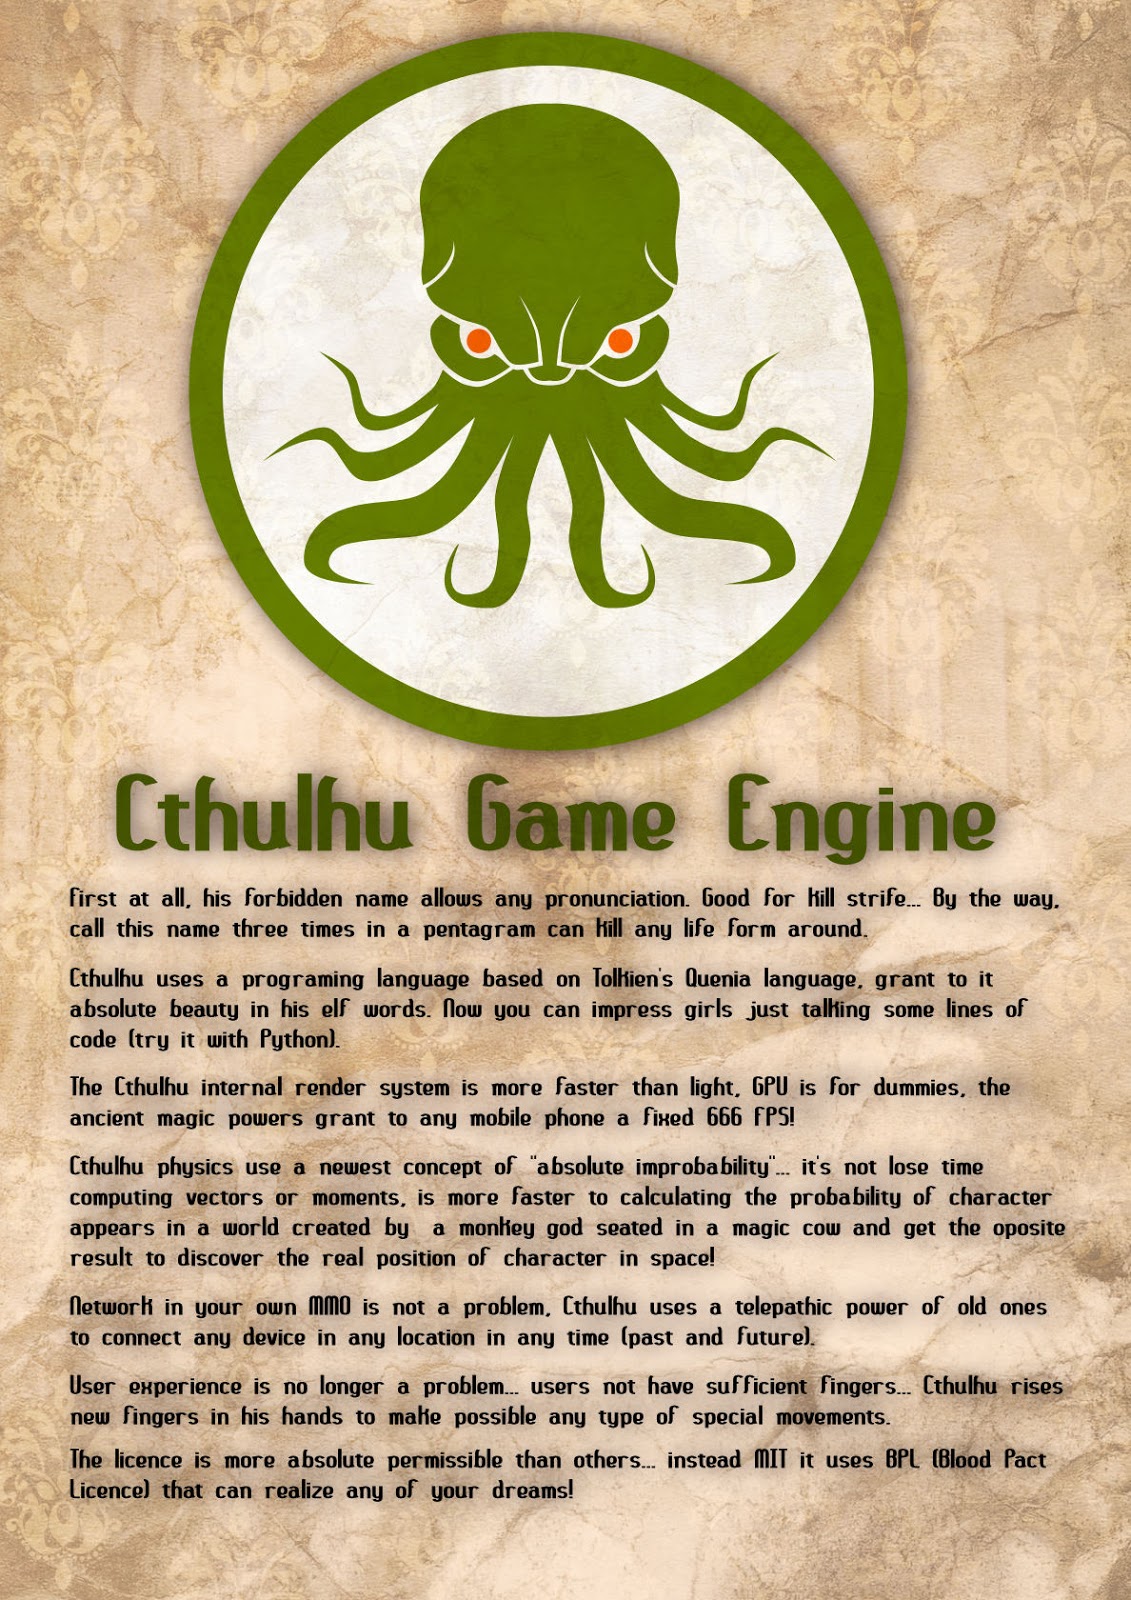 Cthulhu Game Engine
First at all, his forbidden name allows any pronunciation. Good for kill strife... By the way,
call this name three times in a pentagram can kill any life form around.
Cthulhu uses a programing language based on Tolkien's Quenia language, grant to it
absolute beauty in his elf words. Now you can impress girls just talking some lines of
code (try it with Python).
The Cthulhu internal render system is more faster than light, GPU is for dummies, the
ancient magic powers grant to any mobile phone a fixed 666 FPS!
Cthulhu physics use a newest concept of "absolute improbability"... it's not lose time
computing vectors or moments, is more faster to calculating the probability of character
appears in a world created by a monkey god seated in a magic cow and get the oposite
result to discover the real position of character in space!
Network in your own MMO is not a problem, Cthulhu uses a telepathic power of old ones
to connect any device in any location in any time (past and future).
User experience is no longer a problem... users not have sufficient fingers... Cthulhu rises
new fingers in his hands to make possible any type of special movements.
The licence is more absolute permissible than others... instead MIT it uses BPL (Blood Pact
Licence) that can realize any of your dreams!